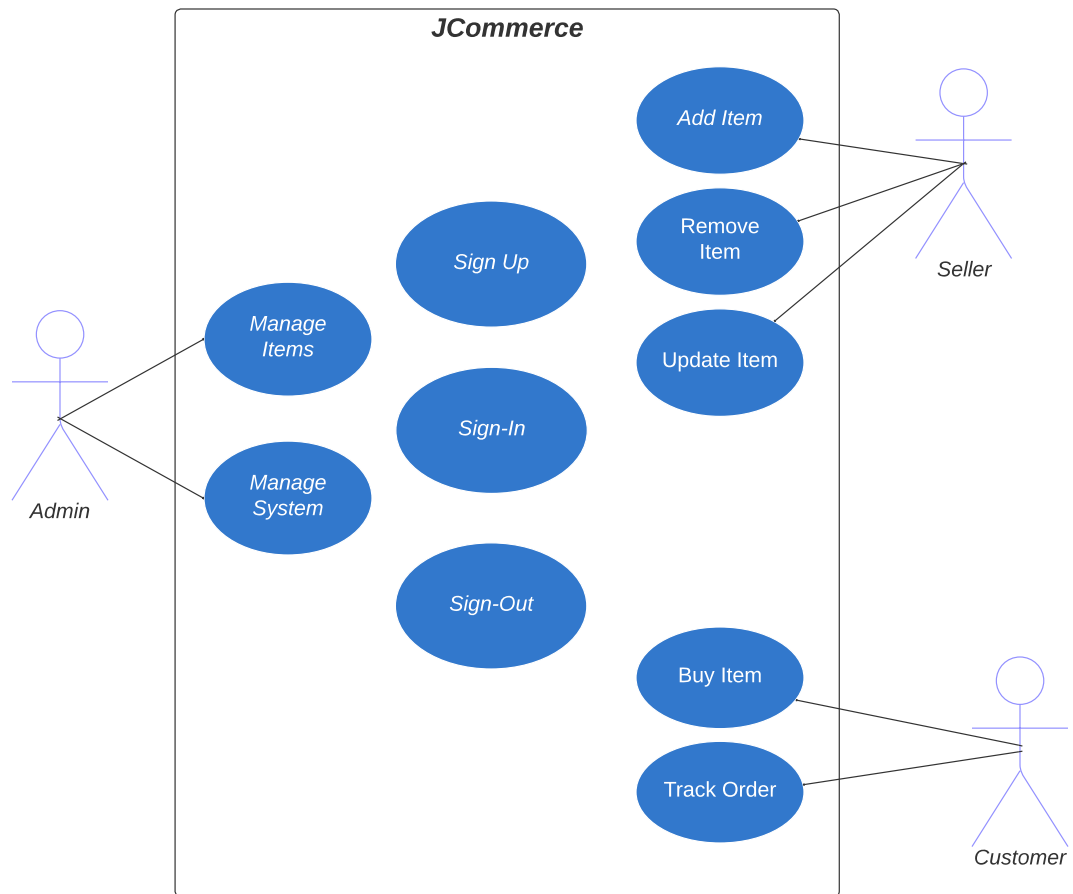 JCommerce
Add Item
Remove
Item
Seller
Sign Up
Manage
Items
Update Item
Sign-In
Manage
System
Admin
Sign-Out
Buy Item
Track Order
Customer